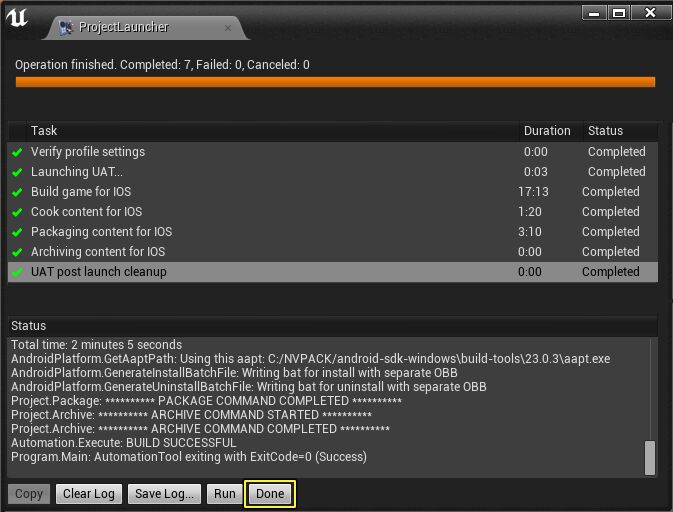 ProjectLauncher
Operation finished. Completed: 7, Failed: 0, Canceled: 0
Task Duration Status
Verify profile settings 0:00 Completed
Launching UAT... 0:03 Completed
Build game for IOS 17:13 Completed
Cook content for IOS 1:20 Completed
Packaging content for IOS 3:10 Completed
Archiving content for IOS 0:00 Completed
UAT post launch cleanup 0:00 Completed
Status
Total time: 2 minutes 5 seconds
AndroidPlatform.GetAaptPath: Using this aapt: C:/NVPACK/android-sdk-windows\build-tools\23.0.3\aapt.exe
AndroidPlatform.GenerateInstallBatchFile: Writing bat for install with separate OBB
AndroidPlatform.GenerateUninstallBatchFile: Writing bat for uninstall with separate OBB
Project.Package: ********** PACKAGE COMMAND COMPLETED **********
Project.Archive: ********** ARCHIVE COMMAND STARTED **********
Project.Archive: ********** ARCHIVE COMMAND COMPLETED **********
Automation.Execute: BUILD SUCCESSFUL
Program.Main: AutomationTool exiting with ExitCode=0 (Success)
Copy Clear Log Save Log... Run Done